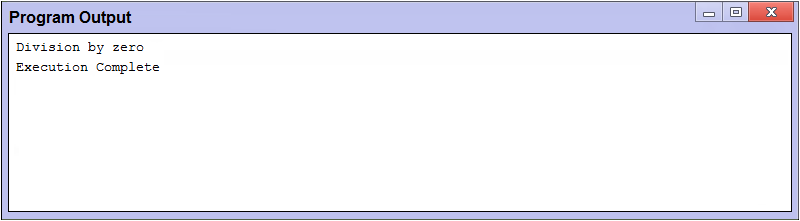 Program Output
Division by zero
Execution Complete